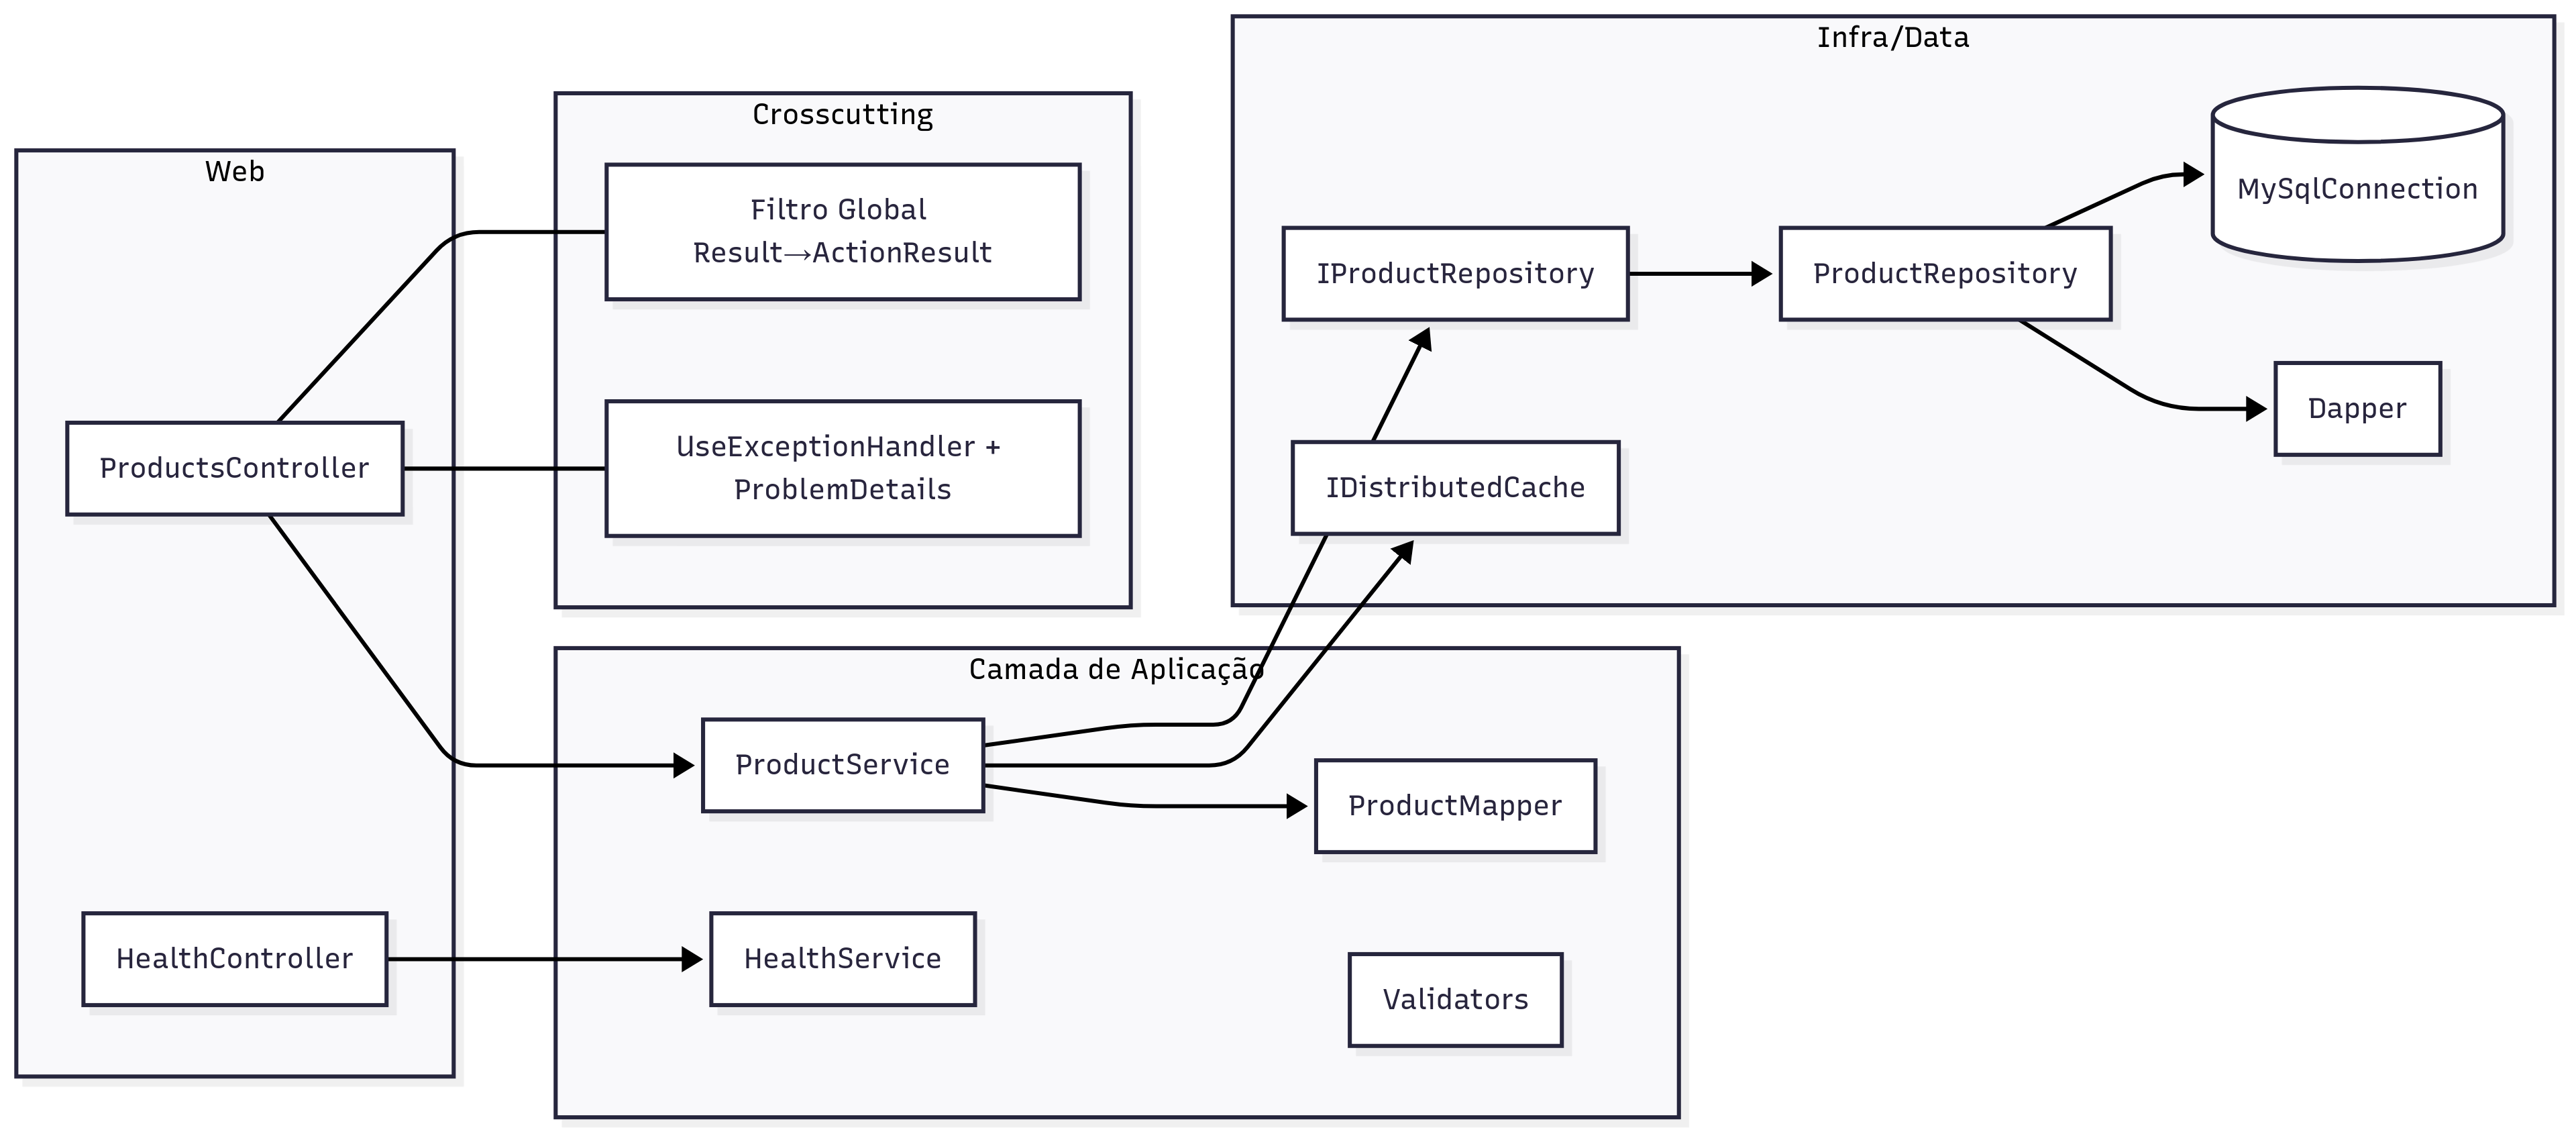 Web
ProductsController
HealthController
Crosscutting
Filtro Global
Result→ActionResult
UseExceptionHandler +
ProblemDetails
Camada de Aplicação
ProductService
HealthService
ProductMapper
Validators
Infra/Data
IProductRepository
IDistributedCache
ProductRepository
MySqlConnection
Dapper